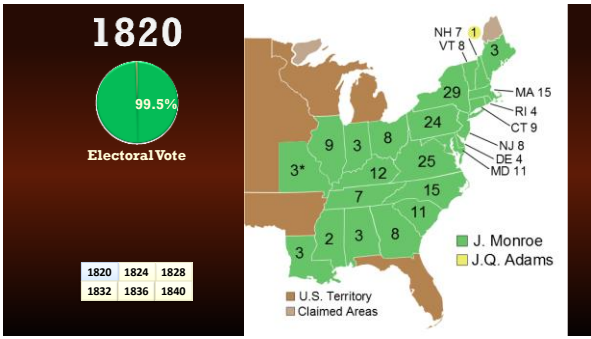 1820
99.5%
Electoral Vote
1820 1824 1828
1832 1836 1840
NH 7 1
VT 8
3
MA 15
29
RI 4
CT 9
24
NJ 8
DE 4
MD 11
9 3 8
25
3*
12
7
15
11
2 3 8
3
J. Monroe
J.Q. Adams
U.S. Territory
Claimed Areas